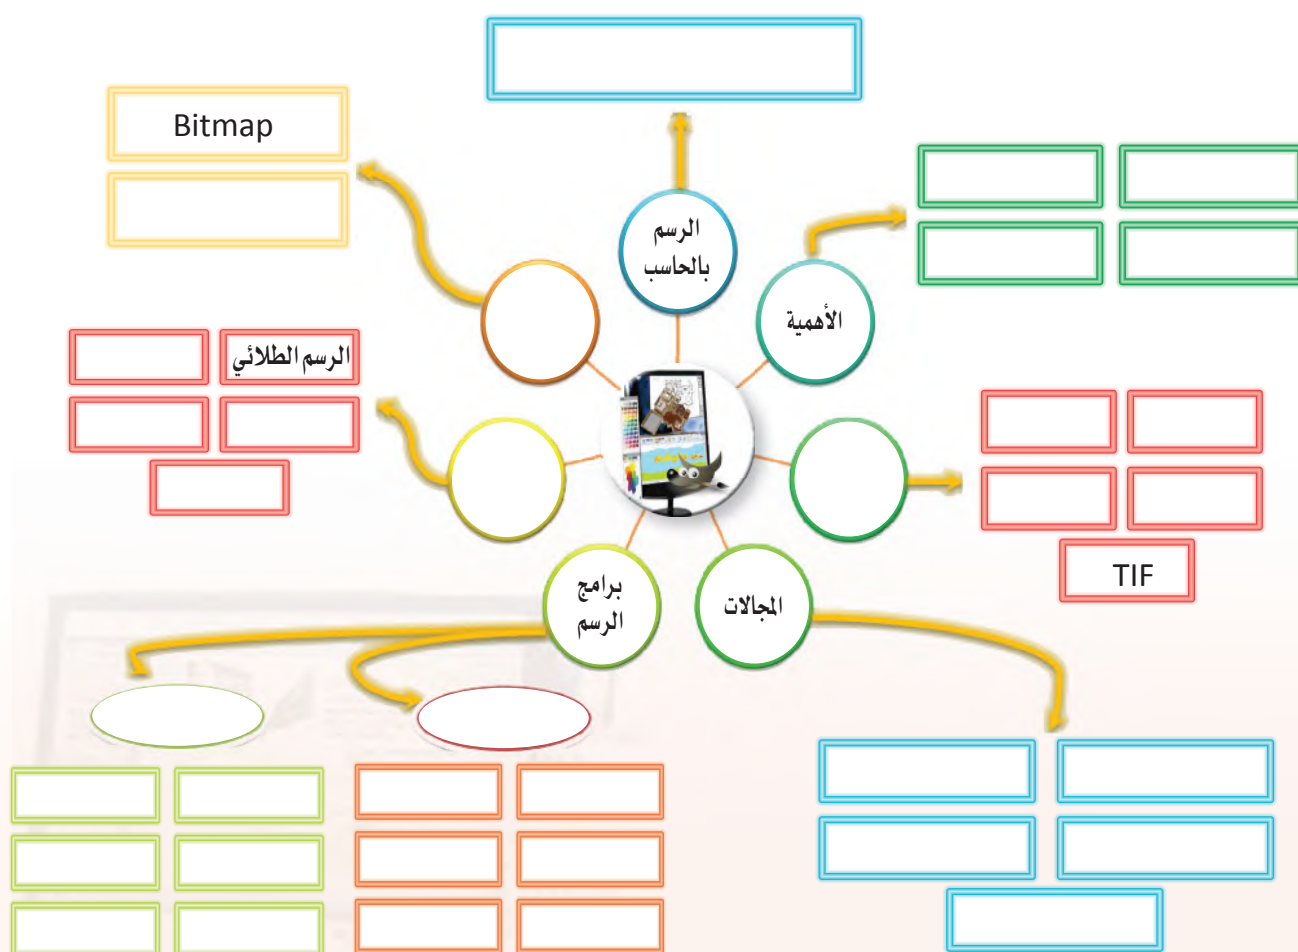 Bitmap
الرسم
بالحاسب
الأهمية
الرسم الطلائي
TIF
برامج
الرسم
المجالات